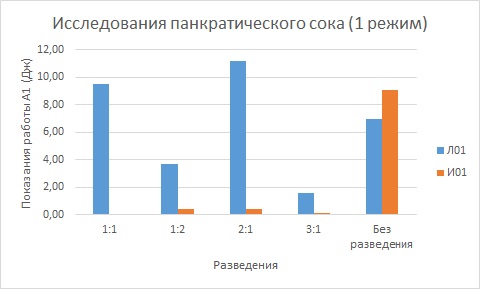 Исследования панкратического сока (1 режим)
Показания работы А1 (Дж)
12,00
10,00
8,00
6,00
4,00
2,00
0,00
1:1
1:2
2:1
3:1
Без
разведения
Разведения
Л01
И01